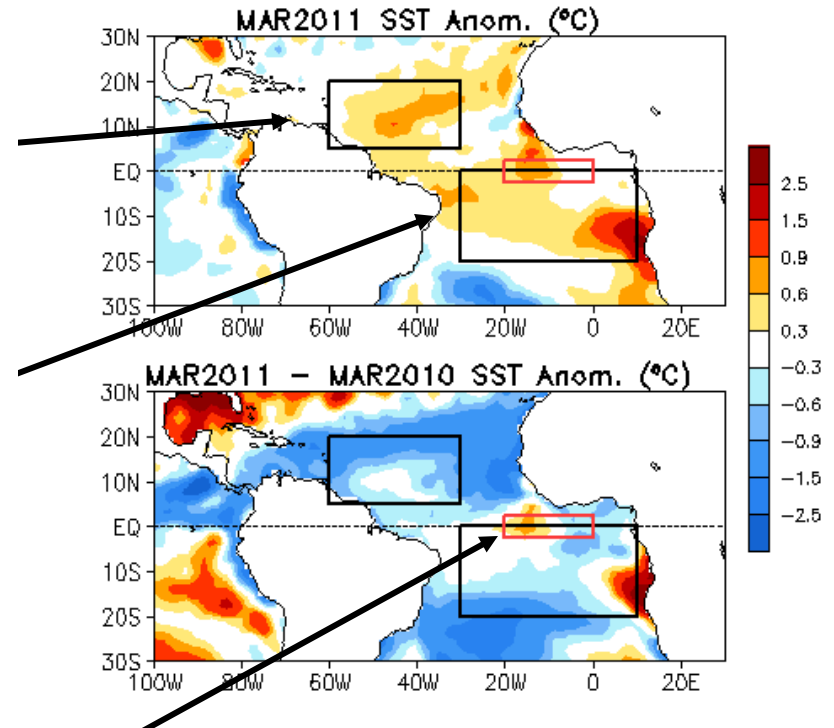 MAR2011 SST Anom. (ºC)
30N
20N
10N
EQ
10S
20S
30S
100W 80W 60W 40W 20W 0 20E
MAR2011 – MAR2010 SST Anom. (ºC)
30N
20N
10N
EQ
10S
20S
30S
100W 80W 60W 40W 20W 0 20E
2.5
1.5
0.9
0.6
0.3
-0.3
-0.6
-0.9
-1.5
-2.5